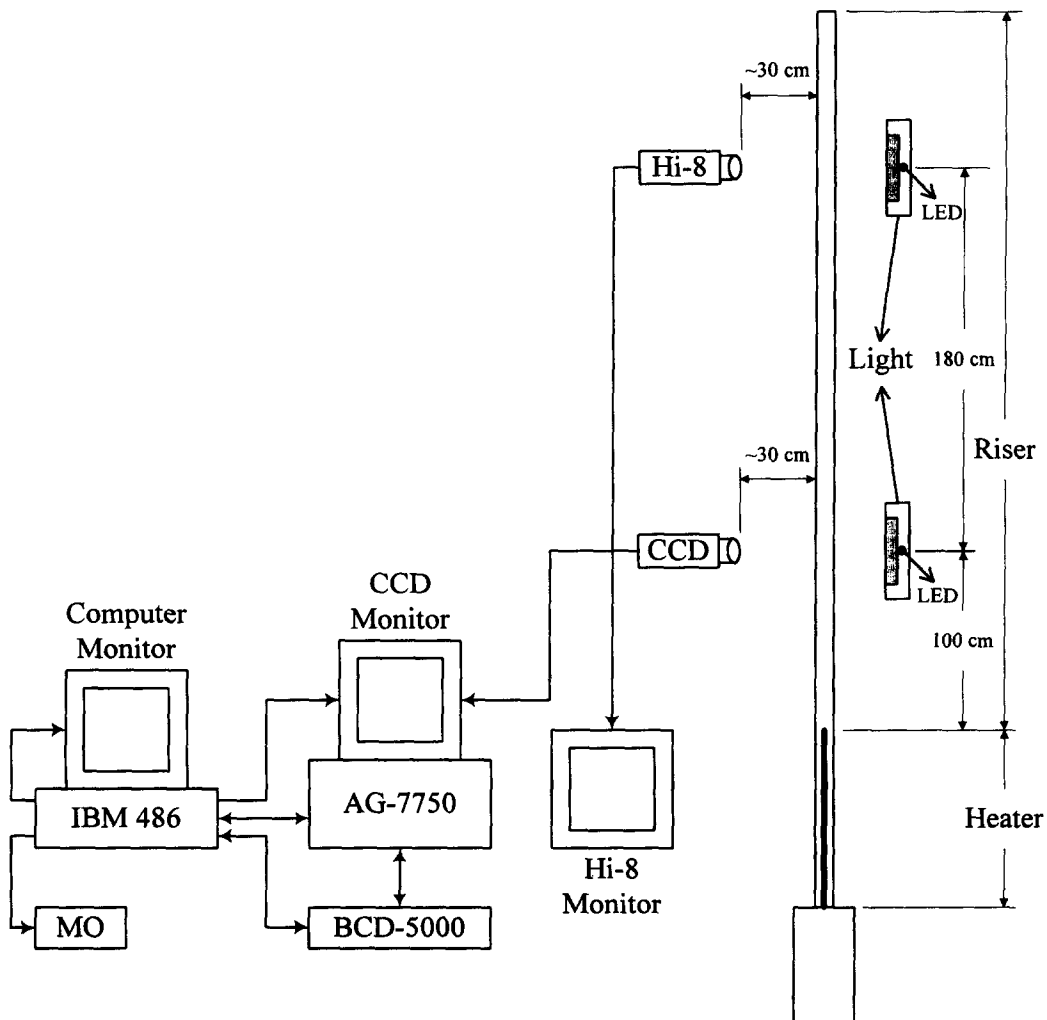 ~30 cm
Hi-8
LED
Light
180 cm
Riser
~30 cm
CCD
LED
100 cm
CCD
Monitor
Computer
Monitor
IBM 486
AG-7750
Heater
Hi-8
Monitor
MO
BCD-5000